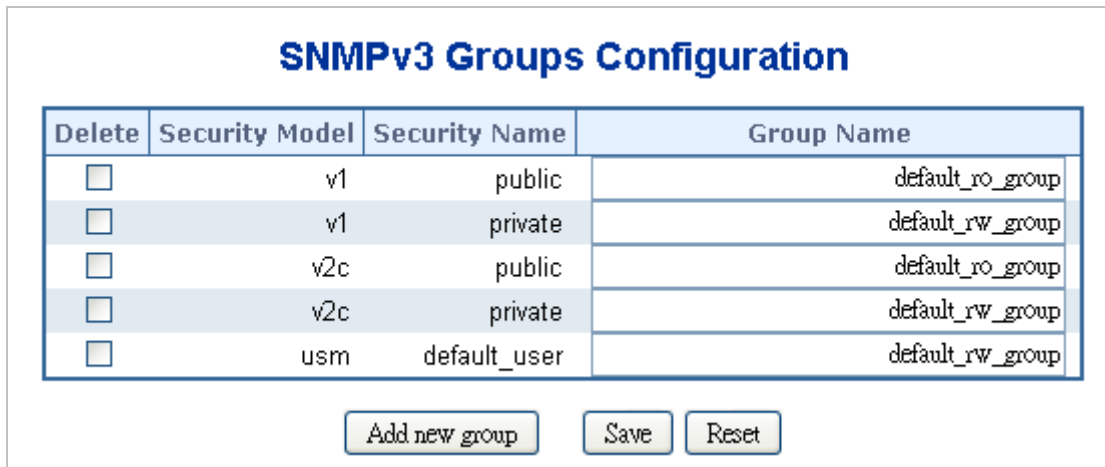 SNMPv3 Groups Configuration
Delete Security Model Security Name Group Name
v1 public default_ro_group
v1 private default_rw_group
v2c public default_ro_group
v2c private default_rw_group
usm default_user default_rw_group
Add new group Save Reset